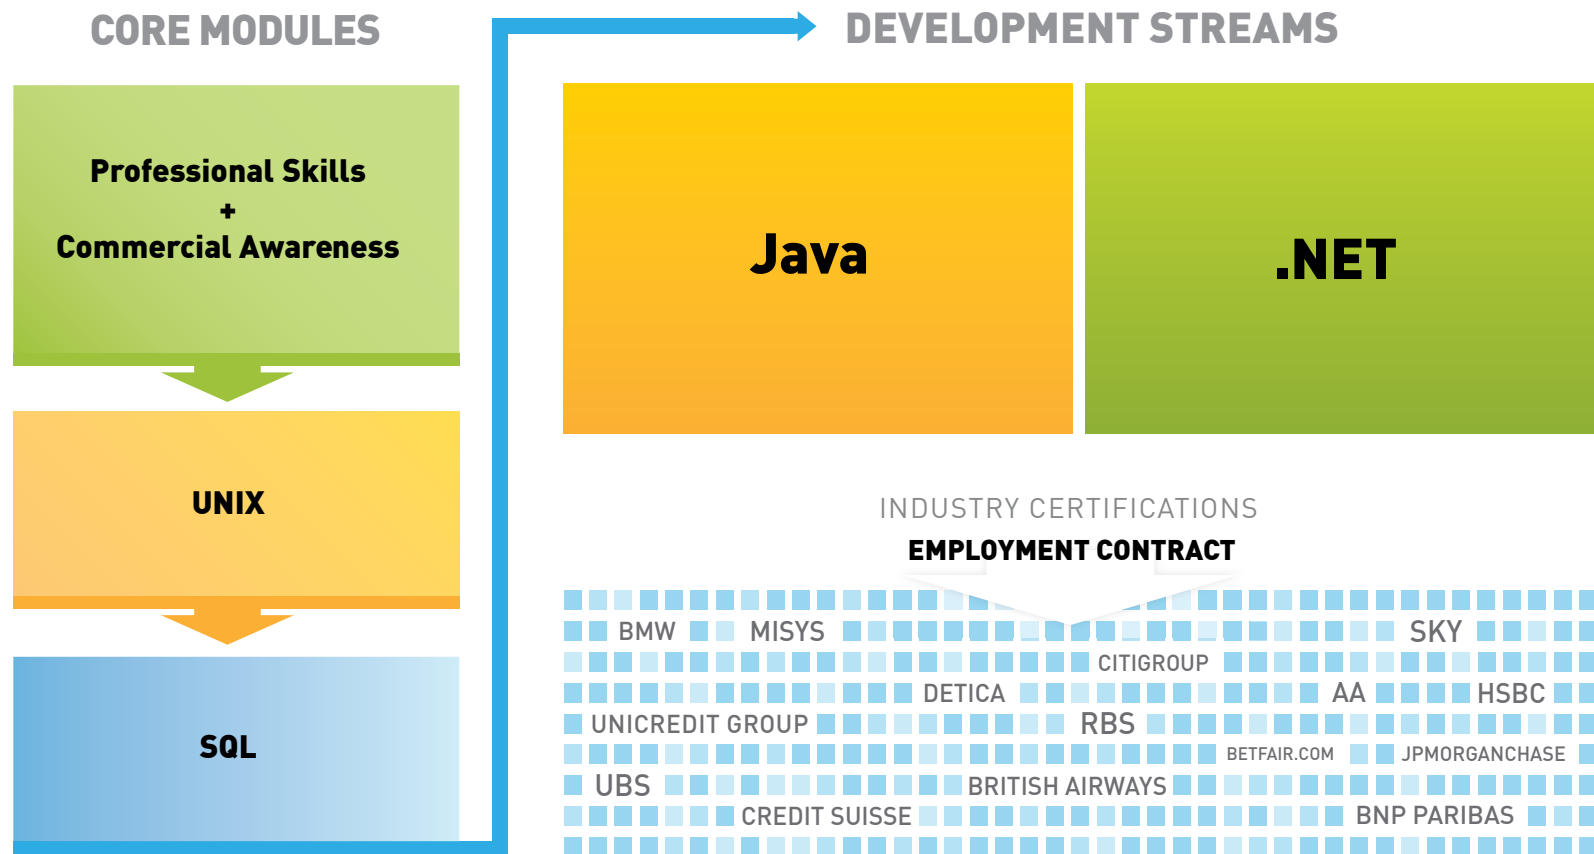 CORE MODULES
Professional Skills
+
Commercial Awareness
UNIX
SQL
DEVELOPMENT STREAMS
Java
.NET
INDUSTRY CERTIFICATIONS
EMPLOYMENT CONTRACT
BMW MISYS SKY
CITIGROUP
DETICA AA HSBC
UNICREDIT GROUP RBS
BETFAIR.COM JPMORGANCHASE
UBS BRITISH AIRWAYS
CREDIT SUISSE BNP PARIBAS